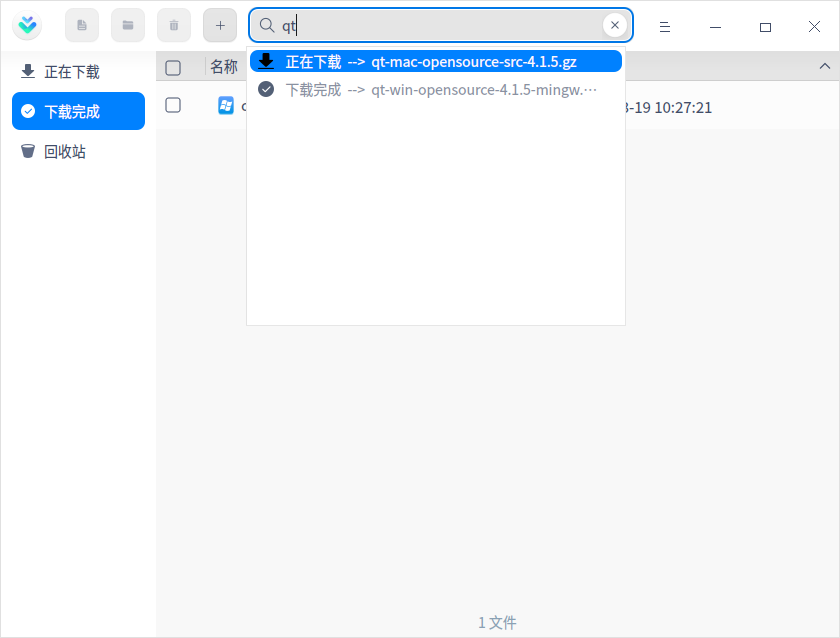 qt
正在下载 --> qt-mac-opensource-src-4.1.5.gz
下载完成 --> qt-win-opensource-4.1.5-mingw.···
正在下载
下载完成
回收站
名称
-19 10:27:21
1 文件